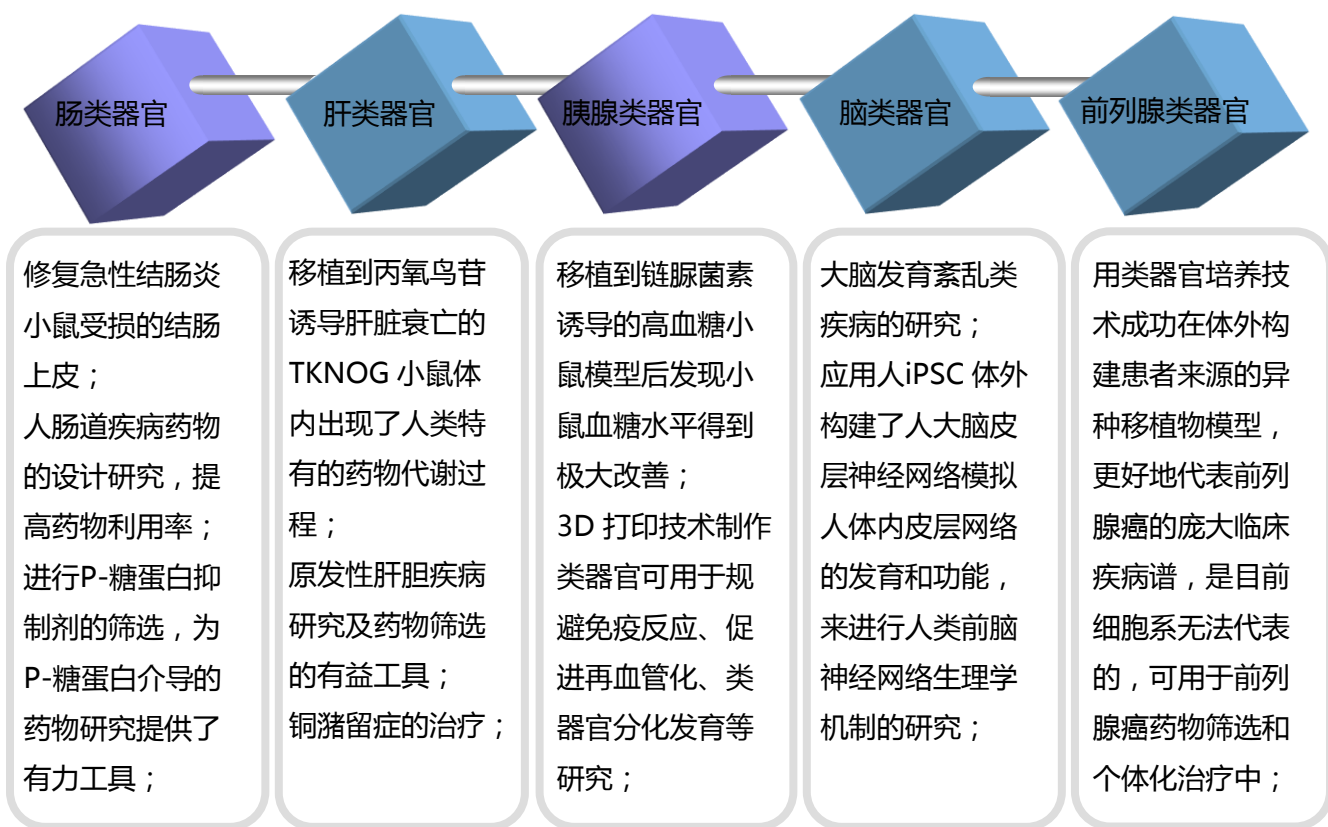 肠类器官
肝类器官
胰腺类器官
脑类器官
前列腺类器官
修复急性结肠炎
小鼠受损的结肠
上皮；
人肠道疾病药物
的设计研究，提
高药物利用率；
进行P-糖蛋白抑
制剂的筛选，为
P-糖蛋白介导的
药物研究提供了
有力工具；
移植到丙氧鸟苷
诱导肝脏衰亡的
TKNOG 小鼠体
内出现了人类特
有的药物代谢过
程；
原发性肝胆疾病
研究及药物筛选
的有益工具；
铜潴留症的治疗；
移植到链脲菌素
诱导的高血糖小
鼠模型后发现小
鼠血糖水平得到
极大改善；
3D 打印技术制作
类器官可用于规
避免疫反应、促
进再血管化、类
器官分化发育等
研究；
大脑发育紊乱类
疾病的研究；
应用人iPSC 体外
构建了人大脑皮
层神经网络模拟
人体内皮层网络
的发育和功能，
来进行人类前脑
神经网络生理学
机制的研究；
用类器官培养技
术成功在体外构
建患者来源的异
种移植物模型，
更好地代表前列
腺癌的庞大临床
疾病谱，是目前
细胞系无法代表
的，可用于前列
腺癌药物筛选和
个体化治疗中；